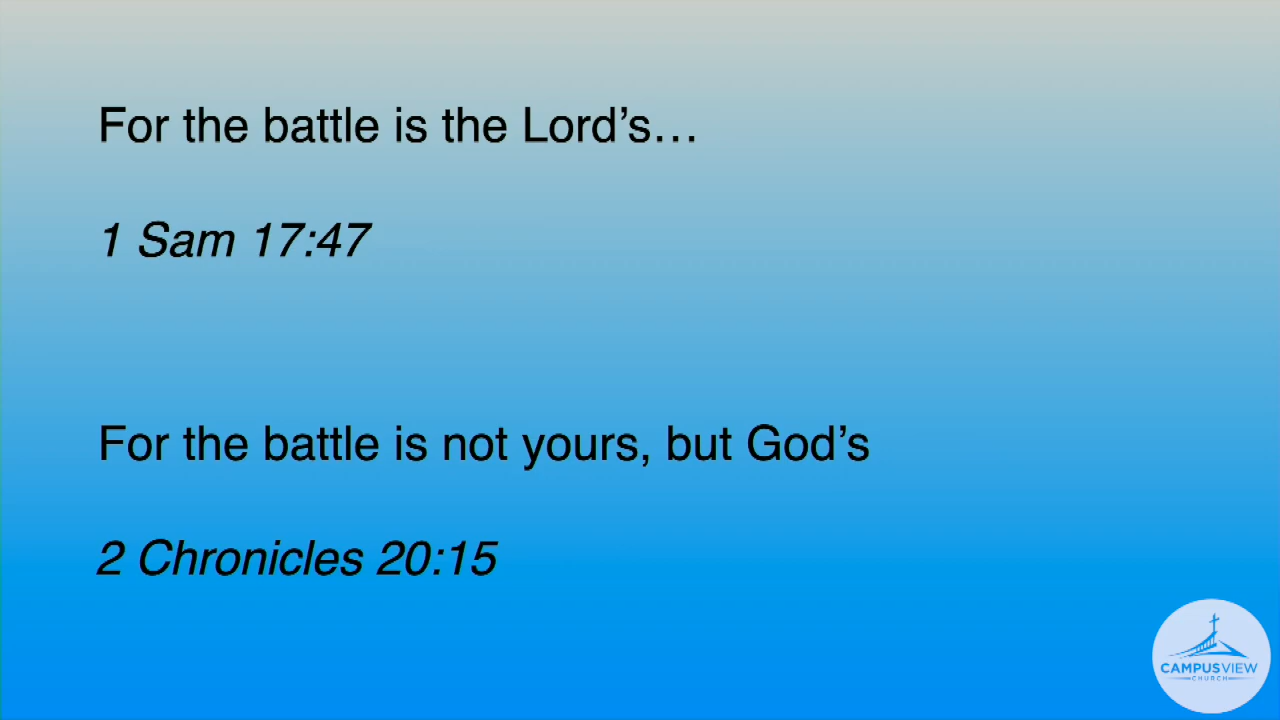 For the battle is the Lord’s…
1 Sam 17:47
For the battle is not yours, but God’s
2 Chronicles 20:15
CAMPUSVIEW
CHURCH